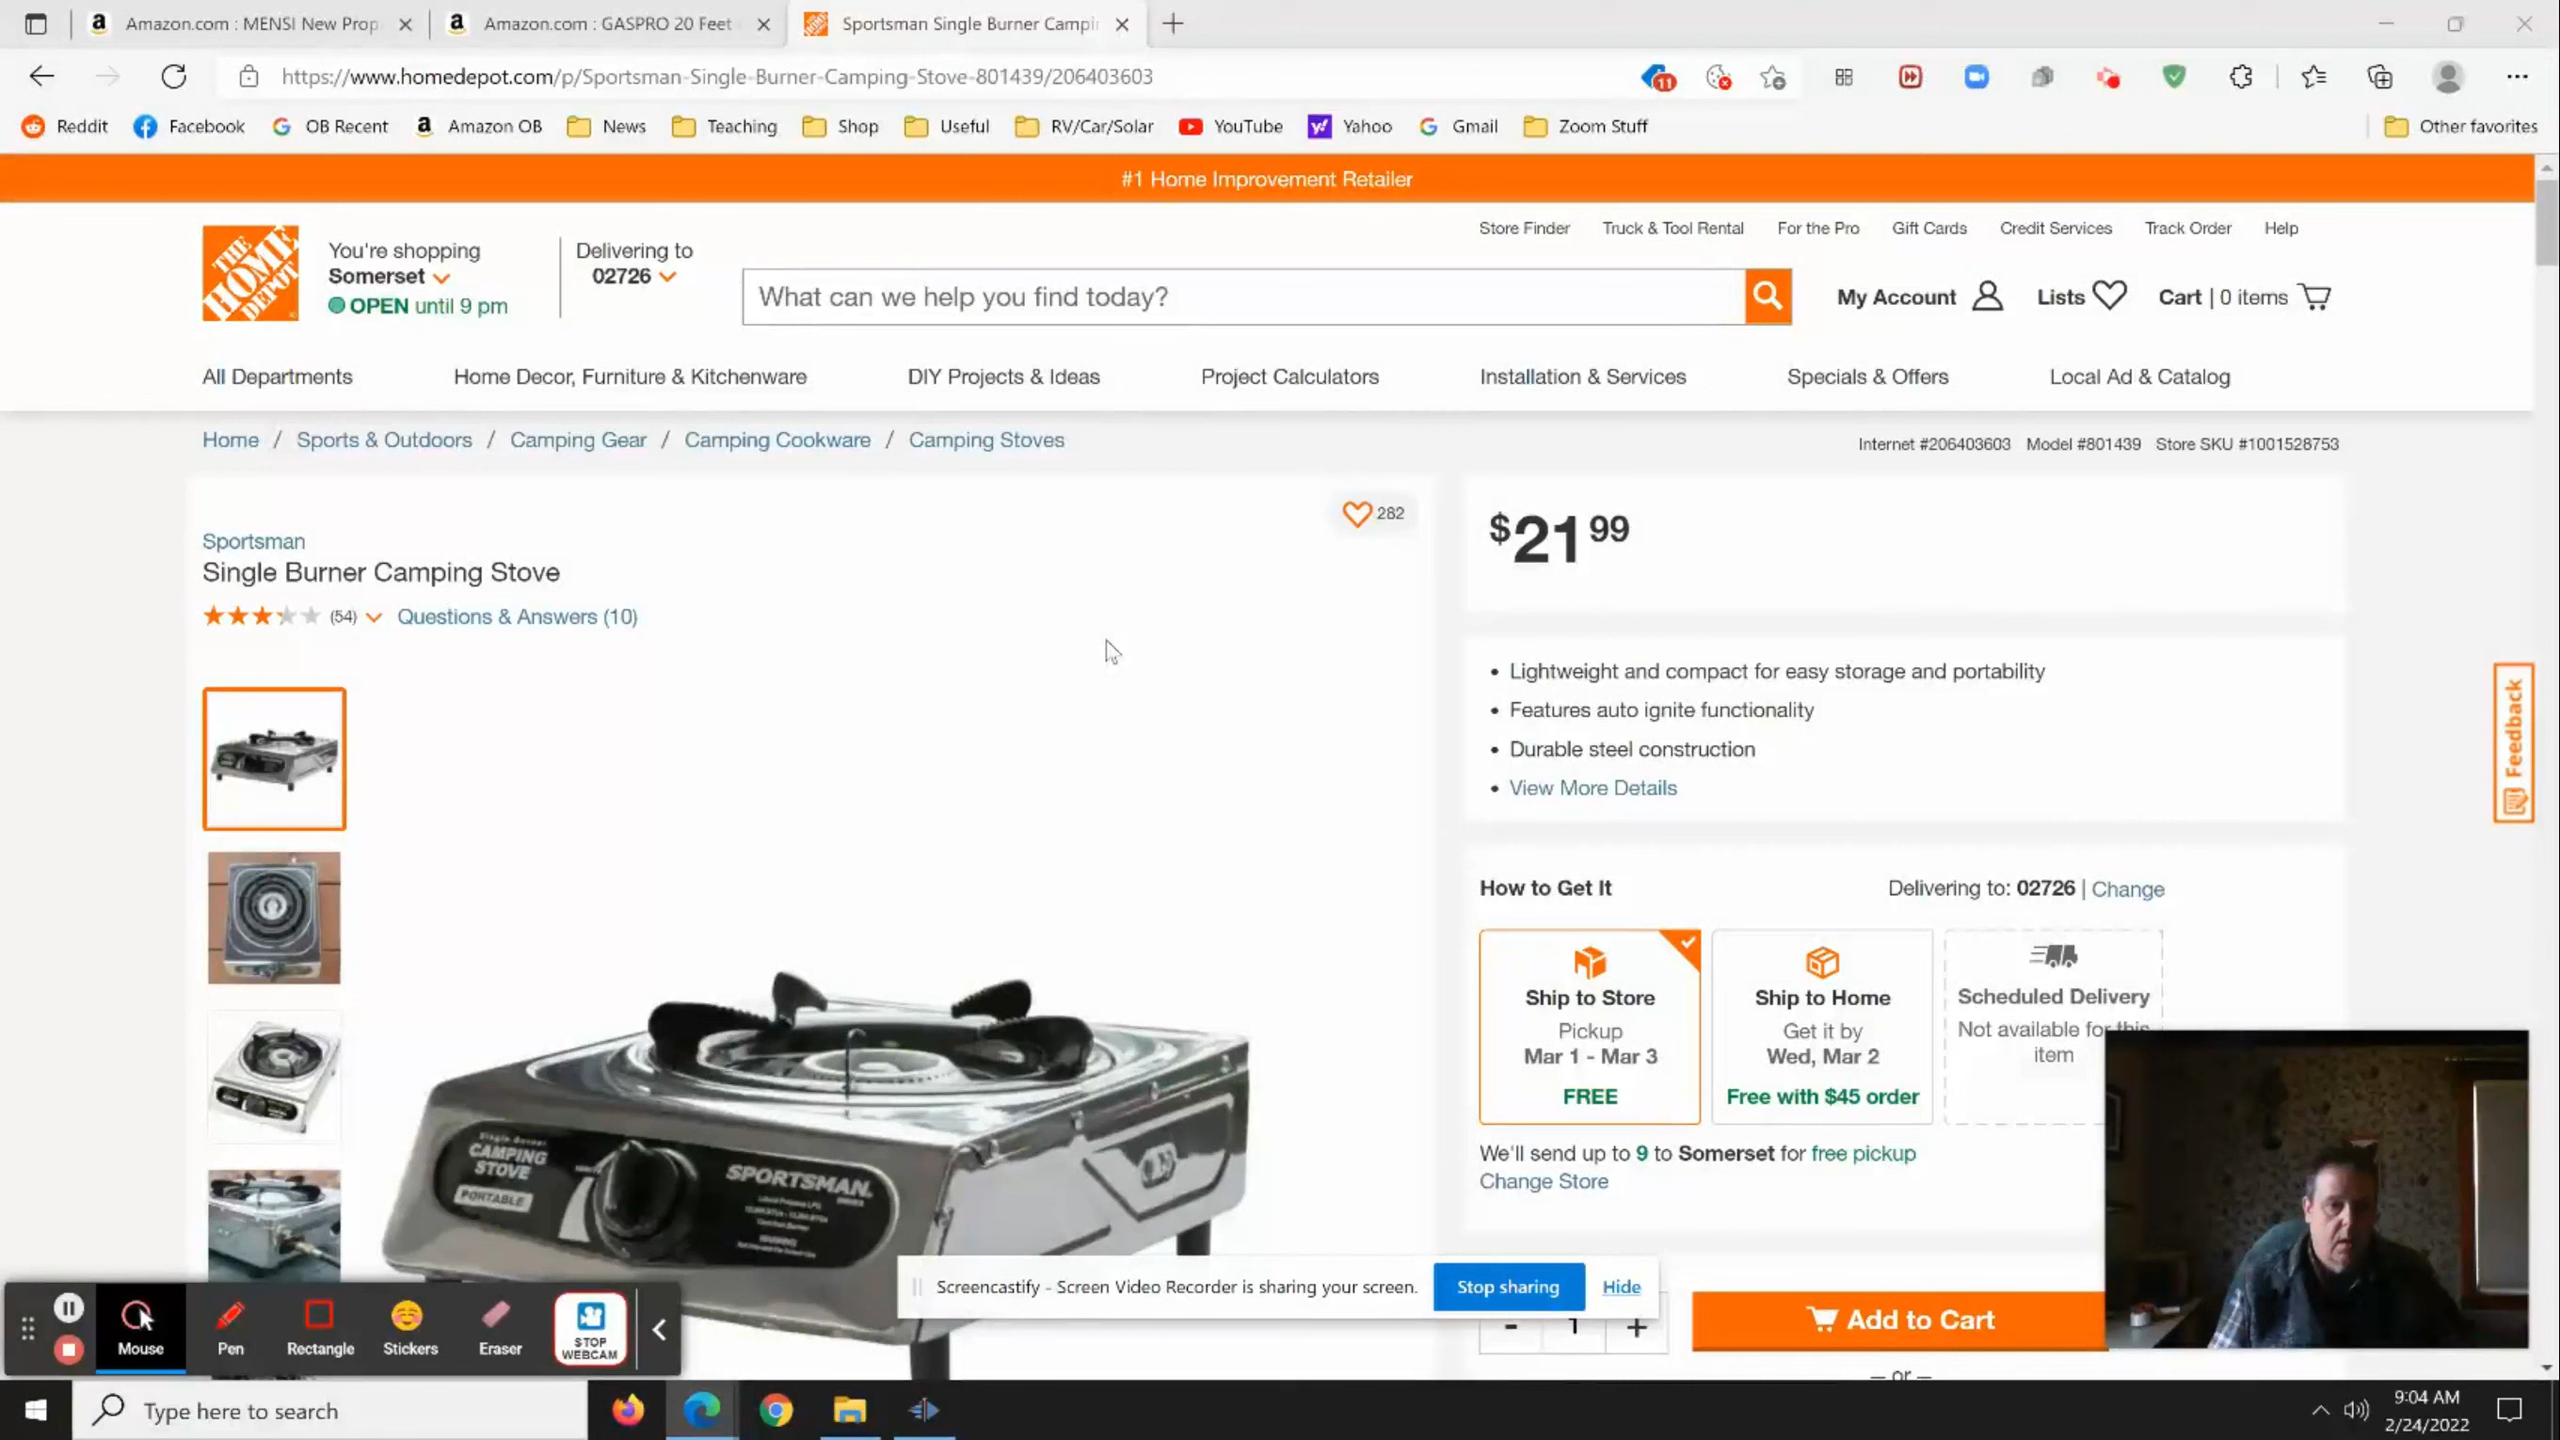 Amazon.com : MENSI New Prop
Amazon.com : GASPRO 20 Feet
Sportsman Single Burner Campi
https://www.homedepot.com/p/Sportsman-Single-Burner-Camping-Stove-801439/206403603
11
Reddit
Facebook
OB Recent
Amazon OB
News
Teaching
Shop
Useful
RV/Car/Solar
YouTube
Yahoo
Gmail
Zoom Stuff
Other favorites
#1 Home Improvement Retailer
Store Finder
Truck & Tool Rental
For the Pro
Gift Cards
Credit Services
Track Order
Help
THE HOME DEPOT
You're shopping
Somerset
OPEN until 9 pm
Delivering to
02726
What can we help you find today?
My Account
Lists
Cart | 0 items
All Departments
Home Decor, Furniture & Kitchenware
DIY Projects & Ideas
Project Calculators
Installation & Services
Specials & Offers
Local Ad & Catalog
Home / Sports & Outdoors / Camping Gear / Camping Cookware / Camping Stoves
Internet #206403603 Model #801439 Store SKU #1001528753
282
Sportsman
Single Burner Camping Stove
(54)
Questions & Answers (10)
$21 99
Lightweight and compact for easy storage and portability
Features auto ignite functionality
Durable steel construction
View More Details
Feedback
How to Get It
Delivering to: 02726 | Change
Ship to Store
Pickup
Mar 1 - Mar 3
FREE
Ship to Home
Get it by
Wed, Mar 2
Free with $45 order
Scheduled Delivery
Not available for this
item
We'll send up to 9 to Somerset for free pickup
Change Store
Single Burner
CAMPING
STOVE
PORTABLE
SPORTSMAN
Screencastify - Screen Video Recorder is sharing your screen.
Stop sharing
Hide
- 1 +
Add to Cart
— or —
Mouse
Pen
Rectangle
Stickers
Eraser
STOP
WEBCAM
Type here to search
9:04 AM
2/24/2022